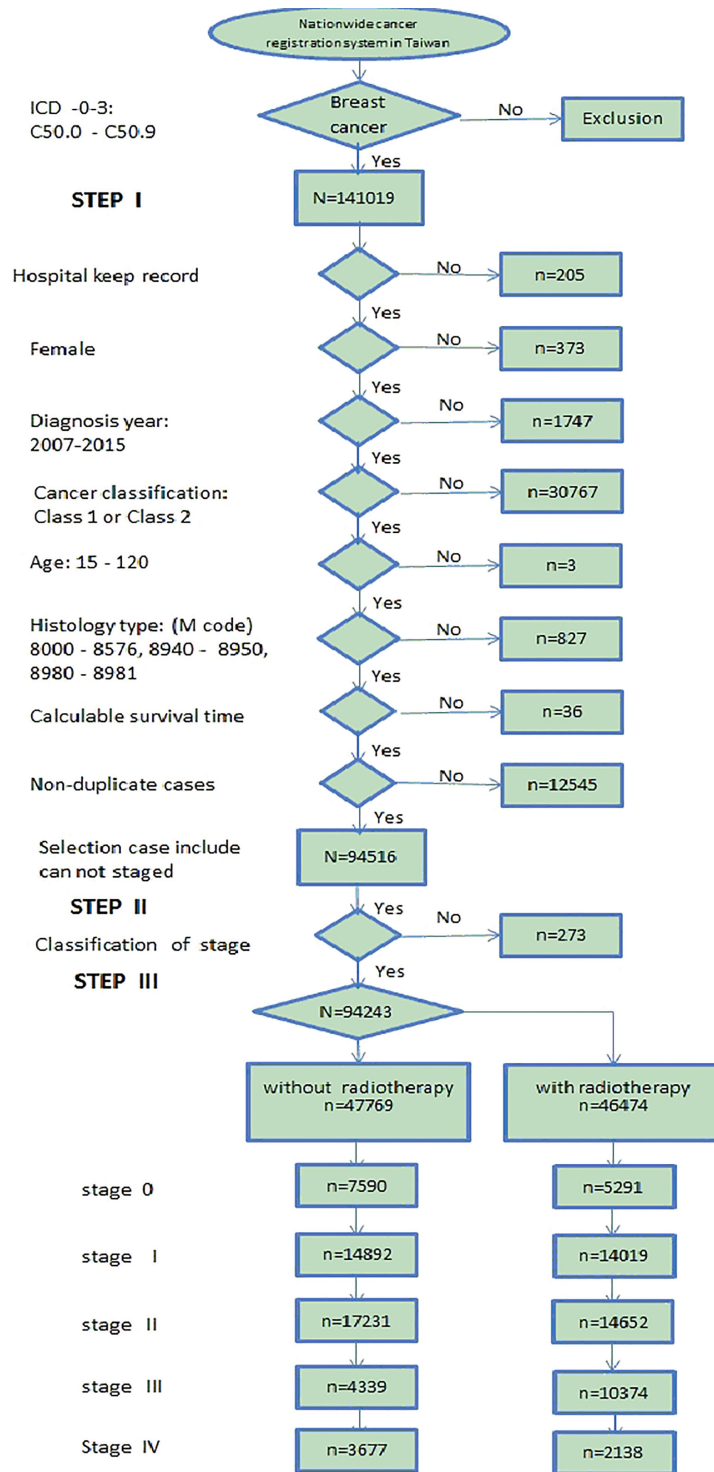 Nationwide cancer
registration system in Taiwan
ICD -0-3:
C50.0 - C50.9
Breast
cancer
No
Exclusion
Yes
STEP I
N=141019
Hospital keep record
No
n=205
Yes
Female
No
n=373
Yes
Diagnosis year:
2007-2015
No
n=1747
Yes
Cancer classification:
Class 1 or Class 2
No
n=30767
Yes
Age: 15 - 120
No
n=3
Yes
Histology type: (M code)
8000 - 8576, 8940 - 8950,
8980 - 8981
No
n=827
Yes
Calculable survival time
No
n=36
Yes
Non-duplicate cases
No
n=12545
Yes
Selection case include
can not staged
N=94516
STEP II
Yes
Classification of stage
No
n=273
STEP III
Yes
N=94243
without radiotherapy
n=47769
with radiotherapy
n=46474
stage 0
n=7590
n=5291
stage I
n=14892
n=14019
stage II
n=17231
n=14652
stage III
n=4339
n=10374
Stage IV
n=3677
n=2138